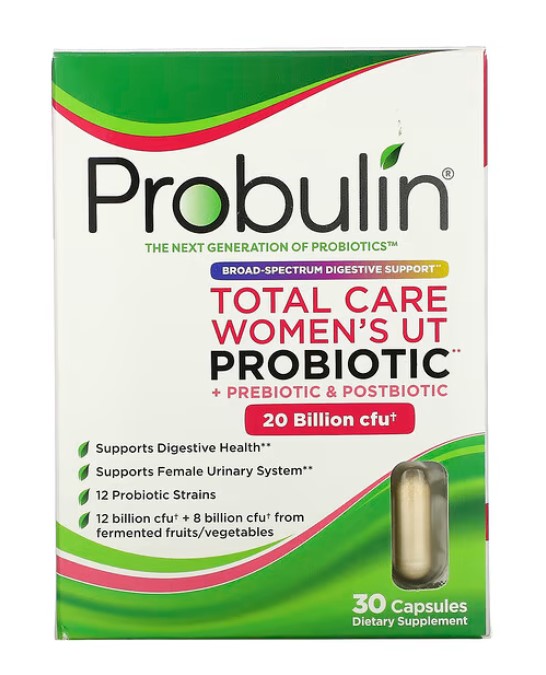 Probulin®
THE NEXT GENERATION OF PROBIOTICS™
BROAD-SPECTRUM DIGESTIVE SUPPORT**
TOTAL CARE
WOMEN'S UT
PROBIOTIC**
+ PREBIOTIC & POSTBIOTIC
20 Billion cfu†
Supports Digestive Health**
Supports Female Urinary System**
12 Probiotic Strains
12 billion cfu† + 8 billion cfu† from
fermented fruits/vegetables
30 Capsules
Dietary Supplement